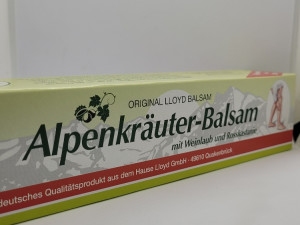 ORIGINAL LLOYD BALSAM
Alpenkräuter-Balsam
mit Weinlaub und Rosskastanie
deutsches Qualitätsprodukt aus dem Hause Lloyd GmbH - 49610 Quakenbrück